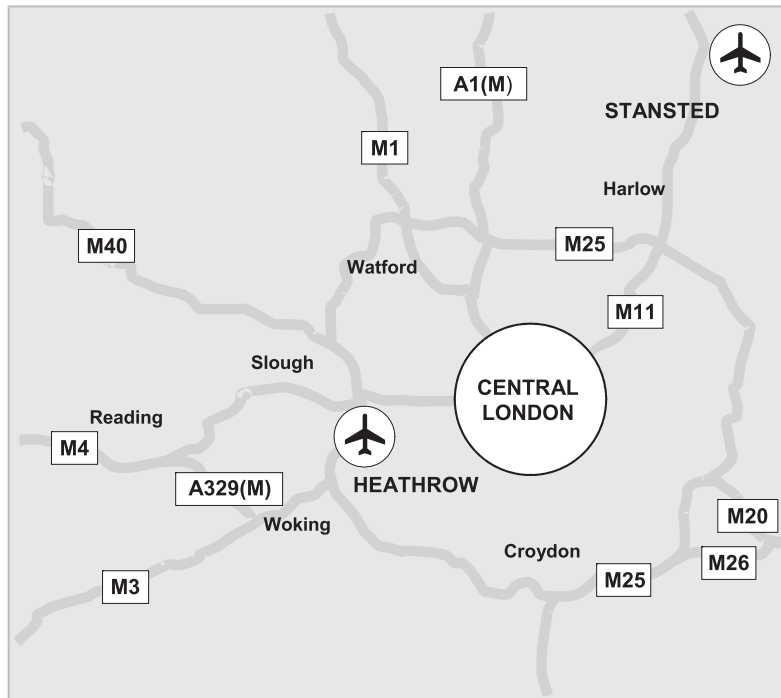 A1(M)
STANSTED
M1
Harlow
M40
M25
Watford
M11
Slough
CENTRAL
LONDON
Reading
M4
HEATHROW
A329(M)
Woking
M20
Croydon
M26
M25
M3